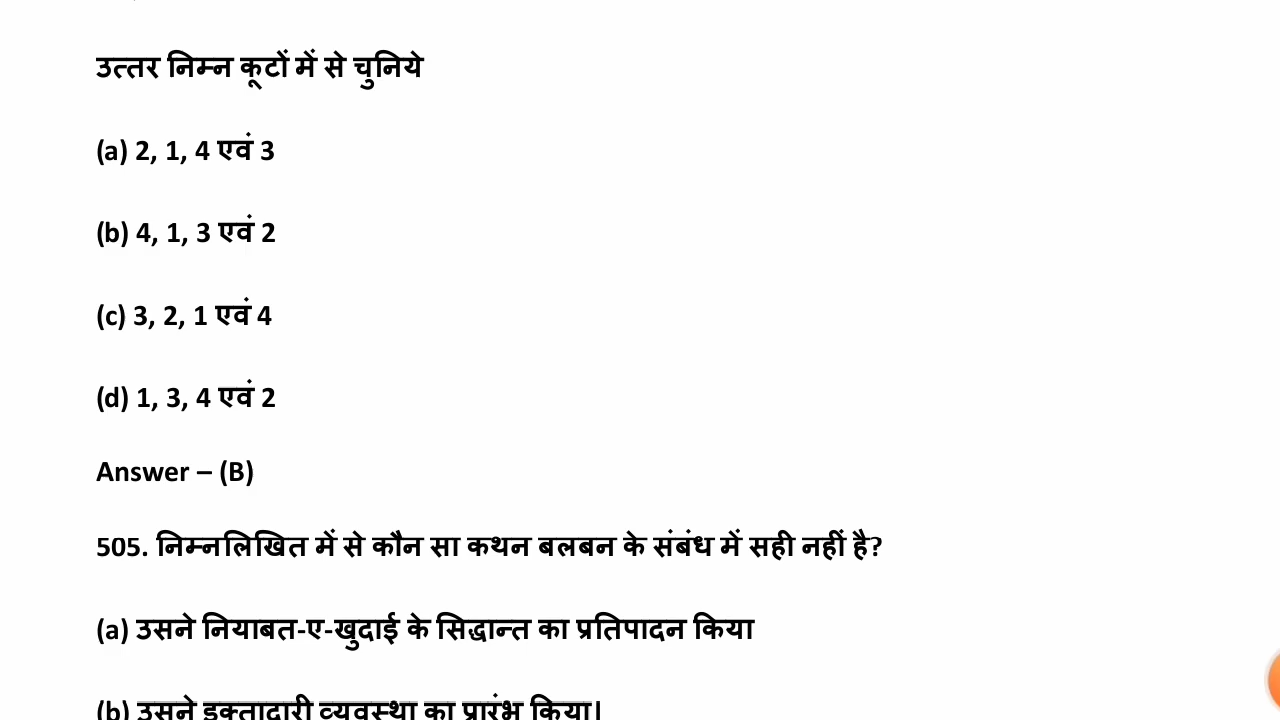 उत्तर निम्न कूटों में से चुनिये
(a) 2, 1, 4 एवं 3
(b) 4, 1, 3 एवं 2
(c) 3, 2, 1 एवं 4
(d) 1, 3, 4 एवं 2
Answer – (B)
505. निम्नलिखित में से कौन सा कथन बलबन के संबंध में सही नहीं है?
(a) उसने नियाबत-ए-खुदाई के सिद्धान्त का प्रतिपादन किया
(b) उसने इक्तादारी व्यवस्था का प्रारंभ किया।